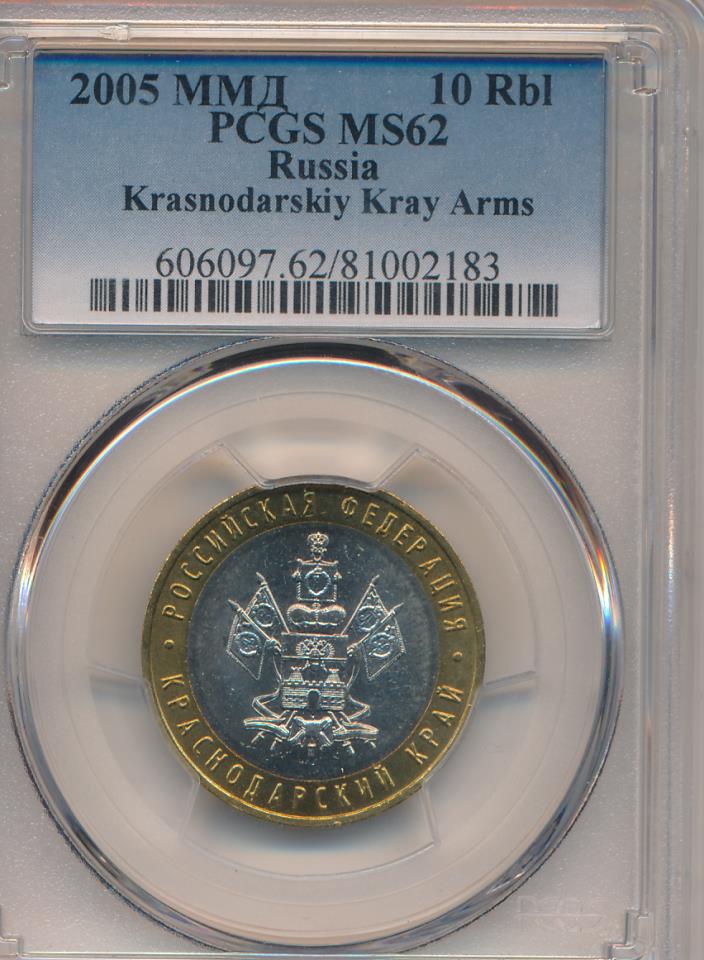 2005 ММД 10 Rbl
PCGS MS62
Russia
Krasnodarskiy Kray Arms
606097.62/81002183
РОССИЙСКАЯ ФЕДЕРАЦИЯ
КРАСНОДАРСКИЙ КРАЙ